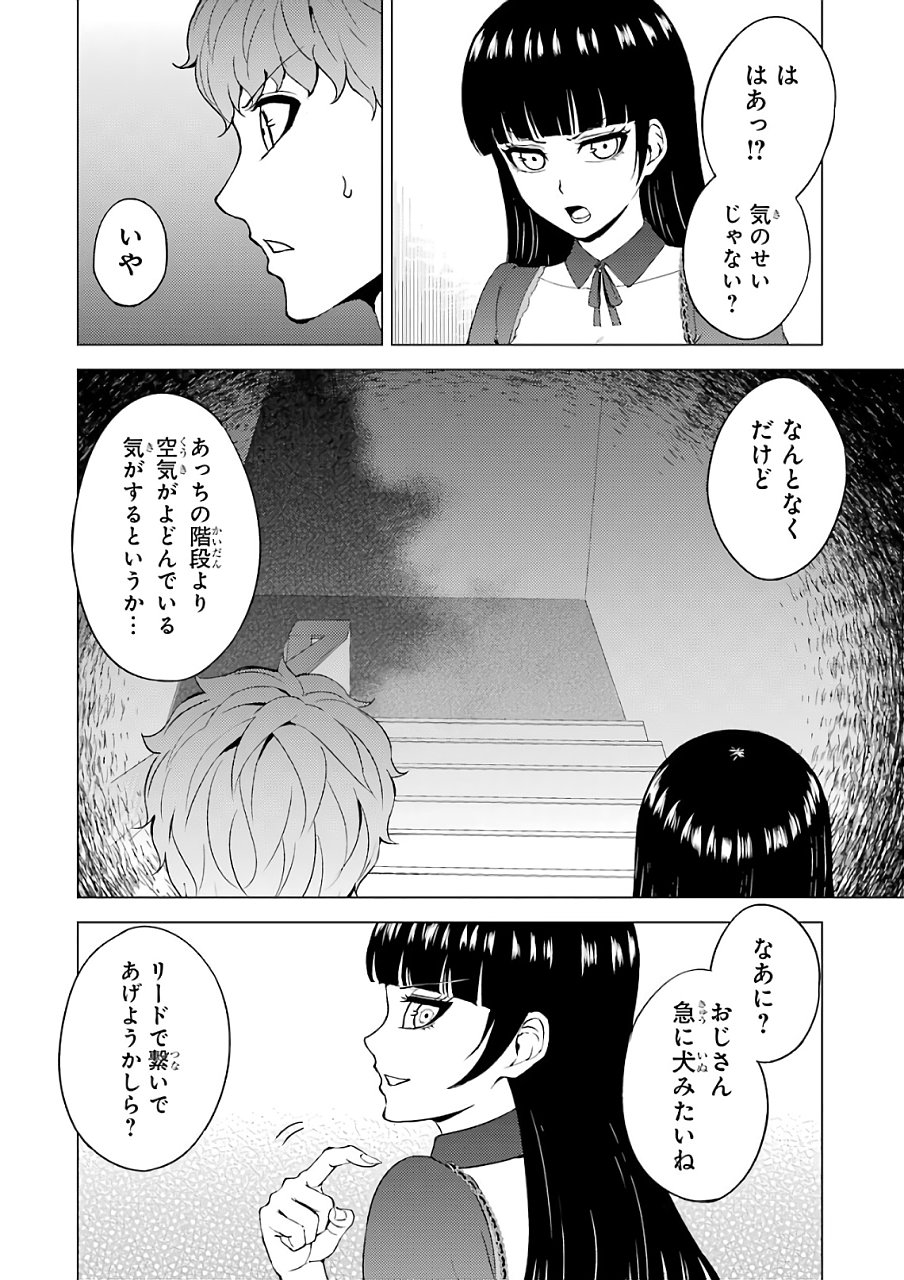 は
はあっ!?
気のせい
じゃない?
いや
なんとなく
だけど
あっちの階段より
空気がよどんでいる
気がするというか…
なあに?
おじさん
急に犬みたいね
リードで繋いで
あげようかしら?